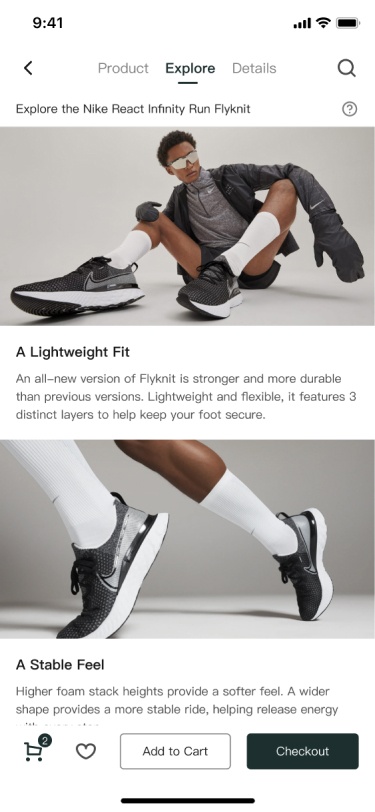 9:41
Product Explore Details
Explore the Nike React Infinity Run Flyknit
A Lightweight Fit
An all-new version of Flyknit is stronger and more durable
than previous versions. Lightweight and flexible, it features 3
distinct layers to help keep your foot secure.
A Stable Feel
Higher foam stack heights provide a softer feel. A wider
shape provides a more stable ride, helping release energy
2
Add to Cart
Checkout